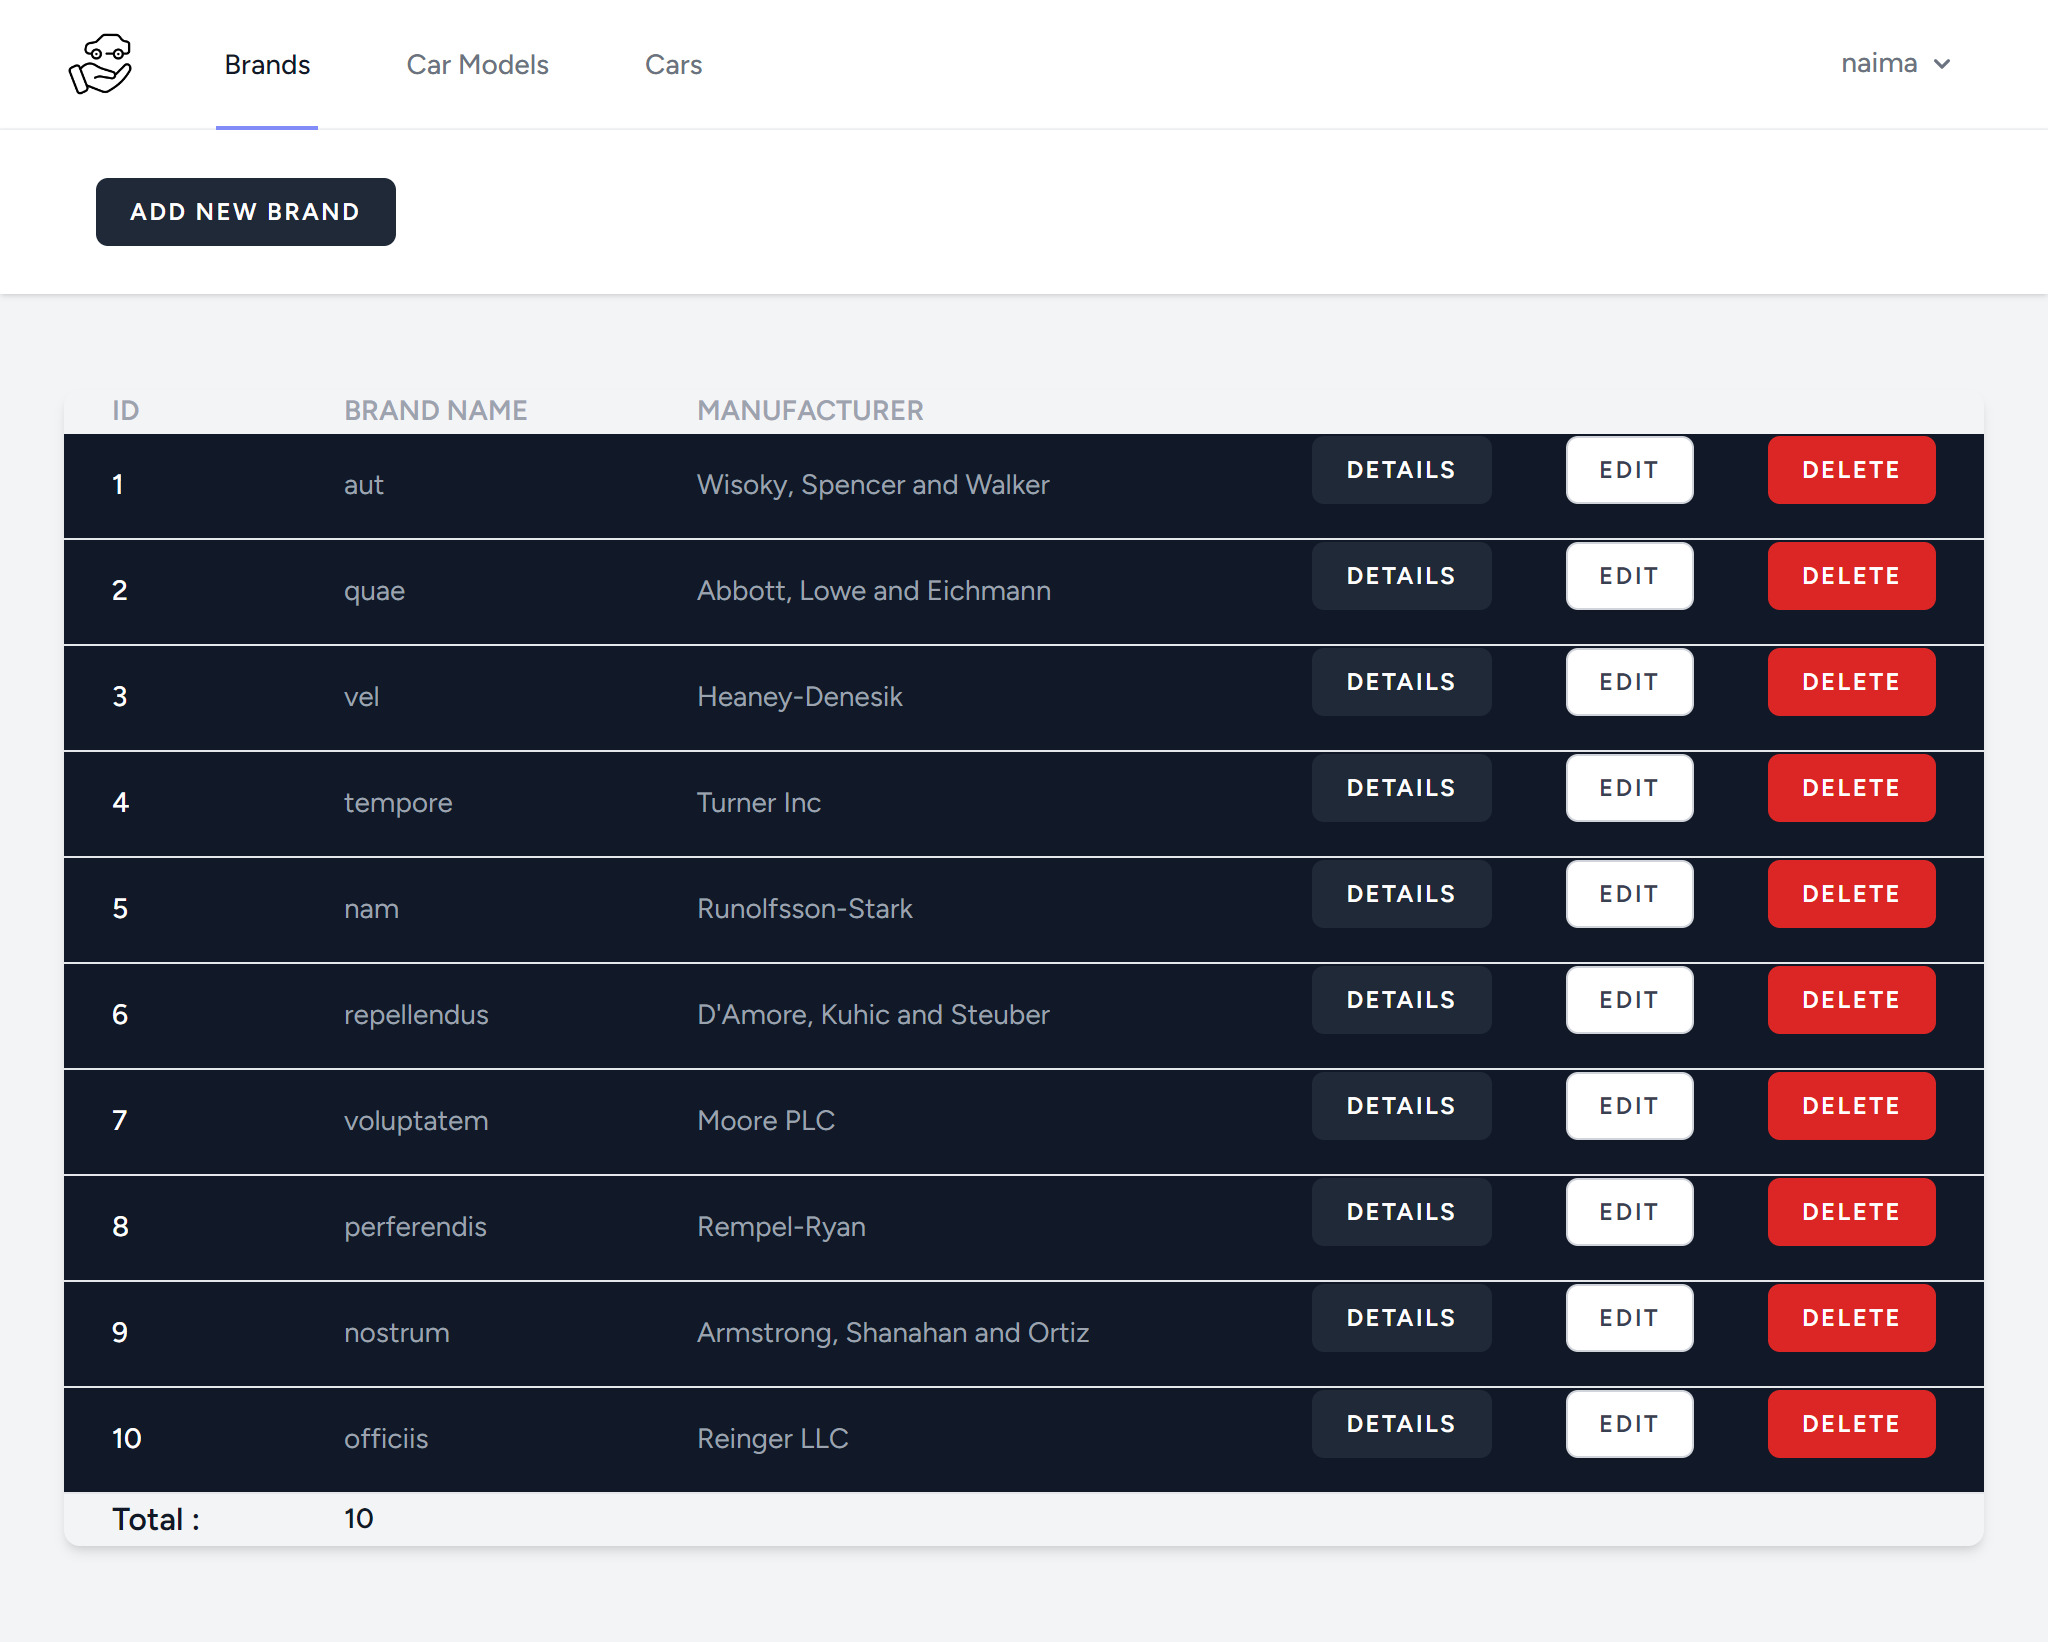 Brands Car Models Cars naima
ADD NEW BRAND
ID BRAND NAME MANUFACTURER
1 aut Wisoky, Spencer and Walker DETAILS EDIT DELETE
2 quae Abbott, Lowe and Eichmann DETAILS EDIT DELETE
3 vel Heaney-Denesik DETAILS EDIT DELETE
4 tempore Turner Inc DETAILS EDIT DELETE
5 nam Runolfsson-Stark DETAILS EDIT DELETE
6 repellendus D'Amore, Kuhic and Steuber DETAILS EDIT DELETE
7 voluptatem Moore PLC DETAILS EDIT DELETE
8 perferendis Rempel-Ryan DETAILS EDIT DELETE
9 nostrum Armstrong, Shanahan and Ortiz DETAILS EDIT DELETE
10 officiis Reinger LLC DETAILS EDIT DELETE
Total : 10